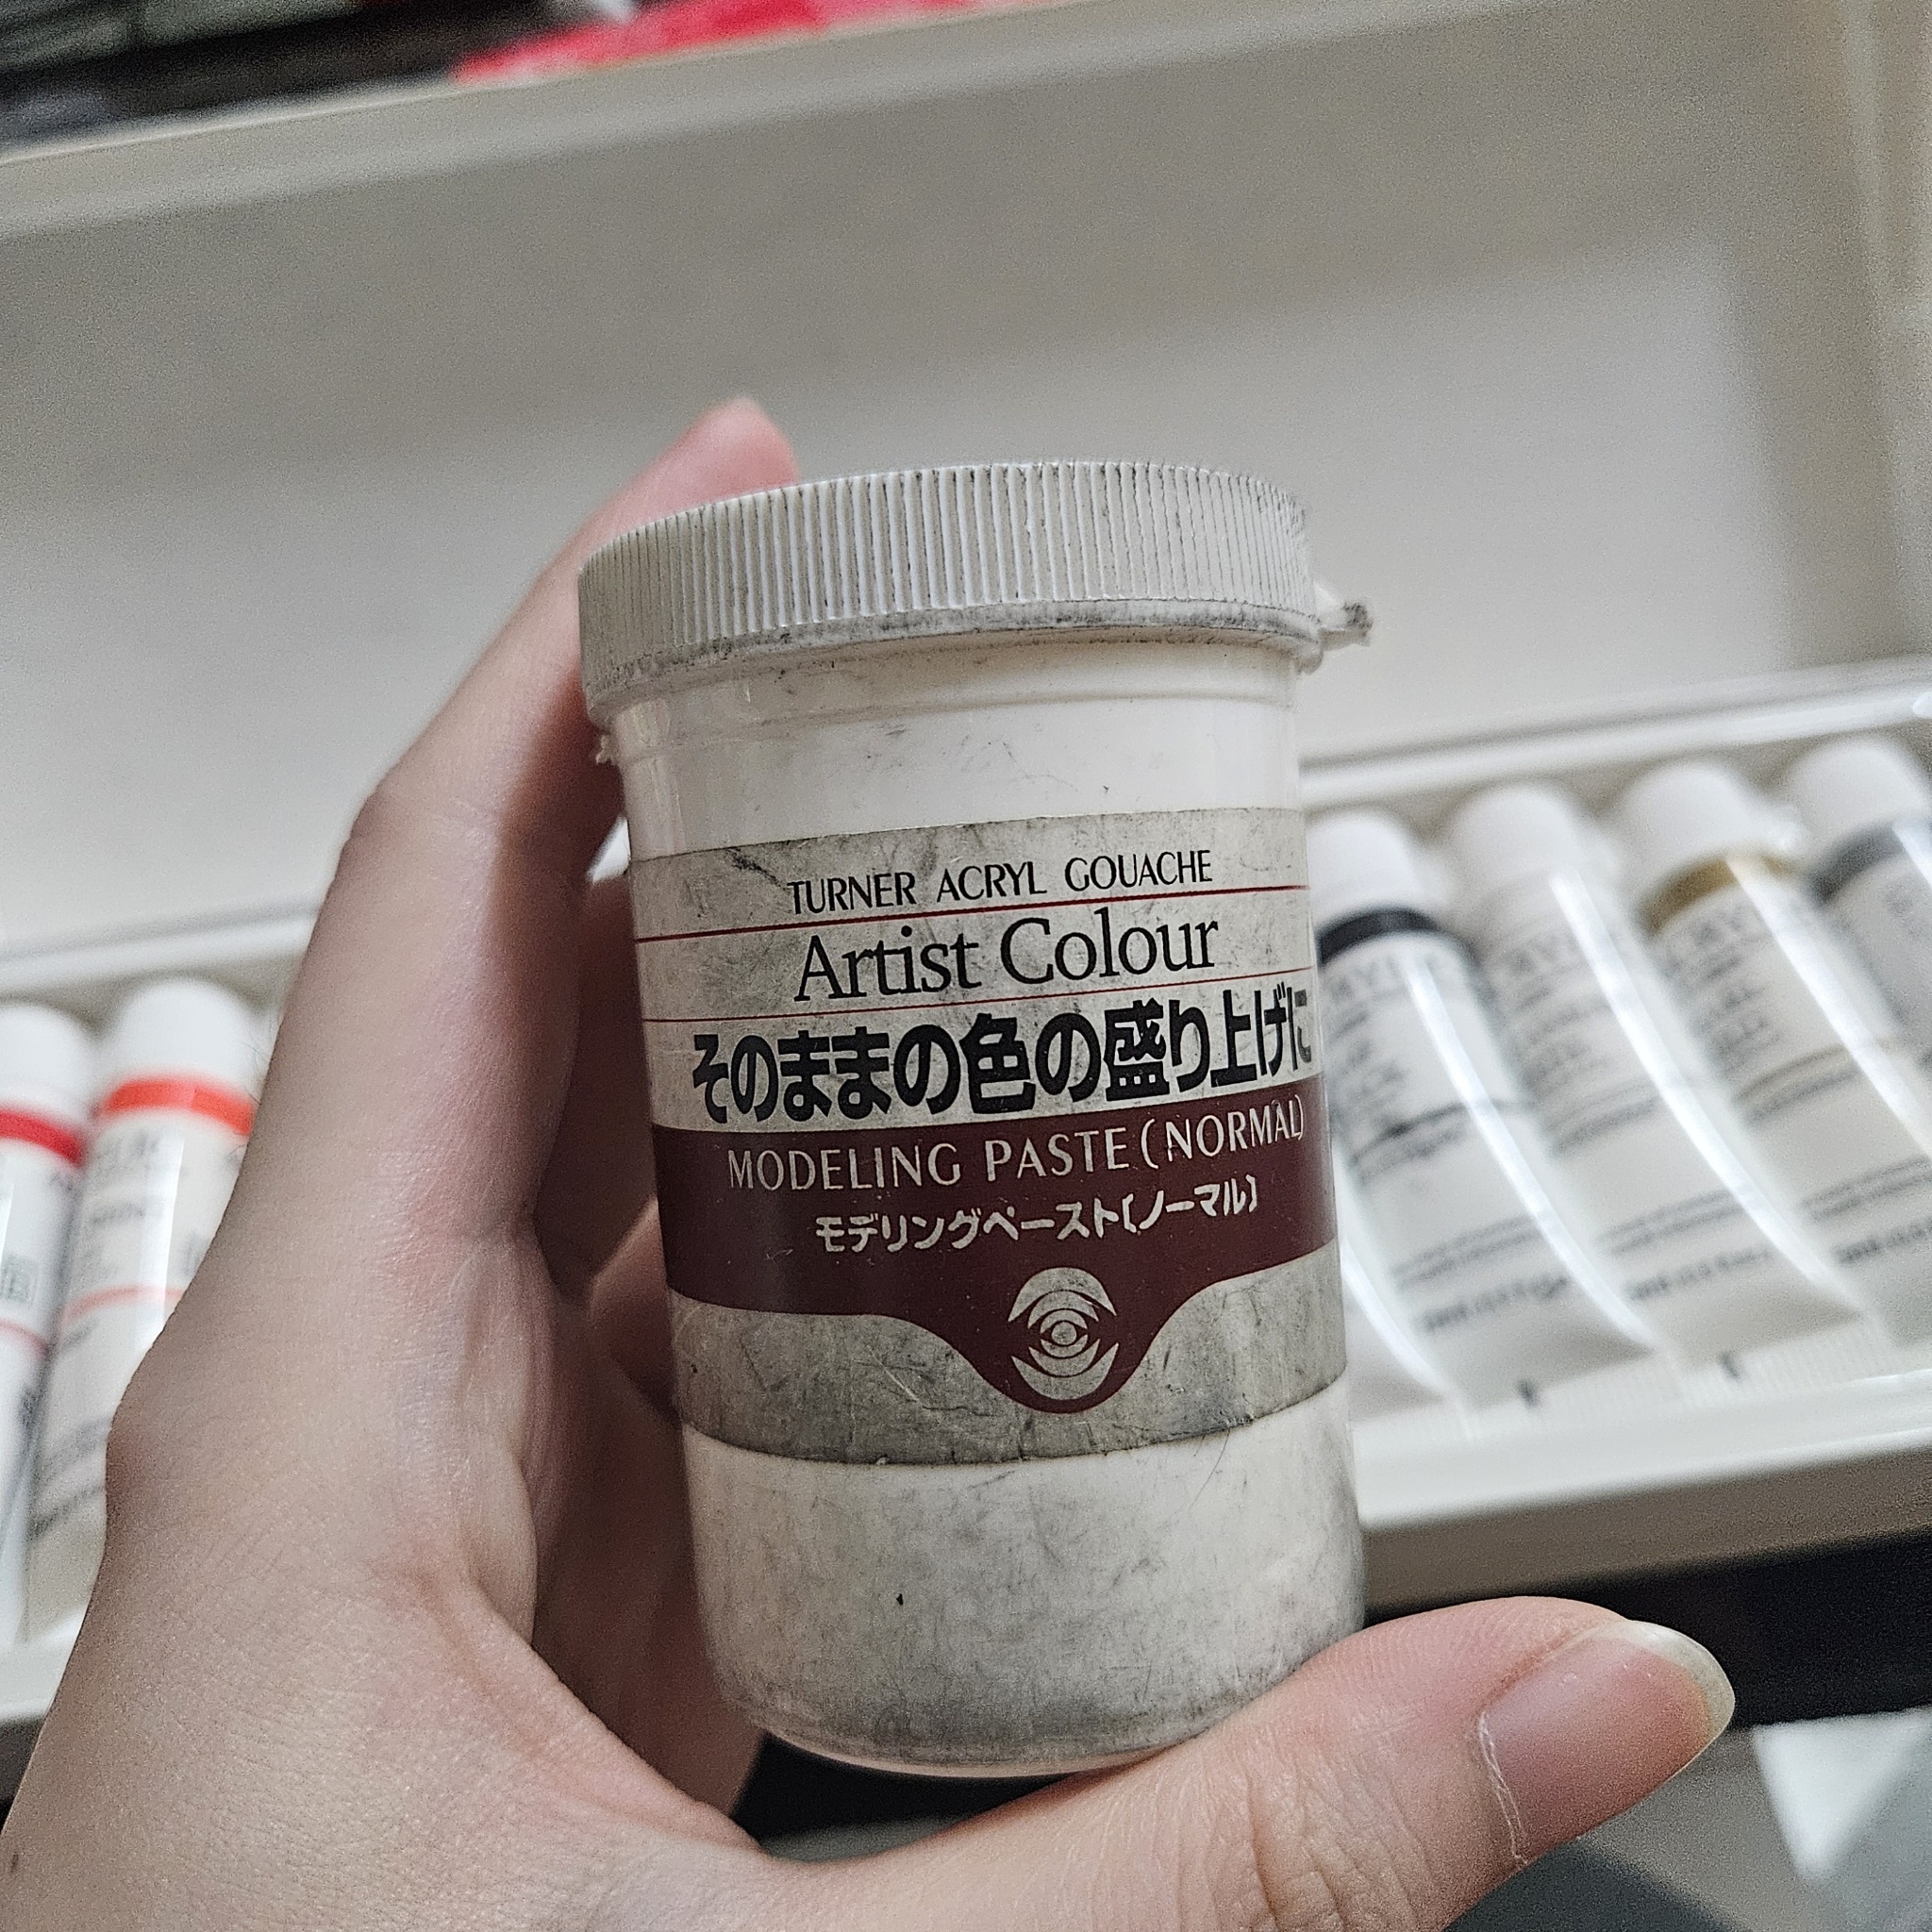 TURNER ACRYL GOUACHE
Artist Colour
そのままの色の盛り上げに
MODELING PASTE (NORMAL)
モデリングペースト〔ノーマル〕